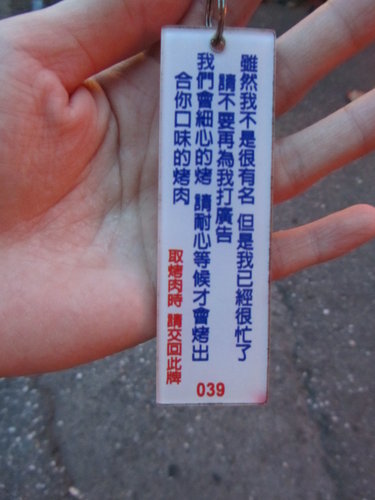 雖然我不是很有名 但是我已經很忙了
請不要再為我打廣告
我們會細心的烤 請耐心等候才會烤出
合你口味的烤肉
取烤肉時 請交回此牌
039